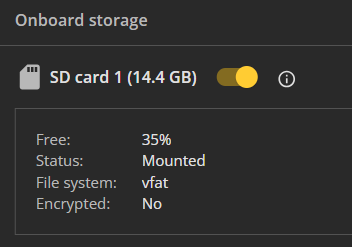 Onboard storage
SD card 1 (14.4 GB)
Free: 35%
Status: Mounted
File system: vfat
Encrypted: No